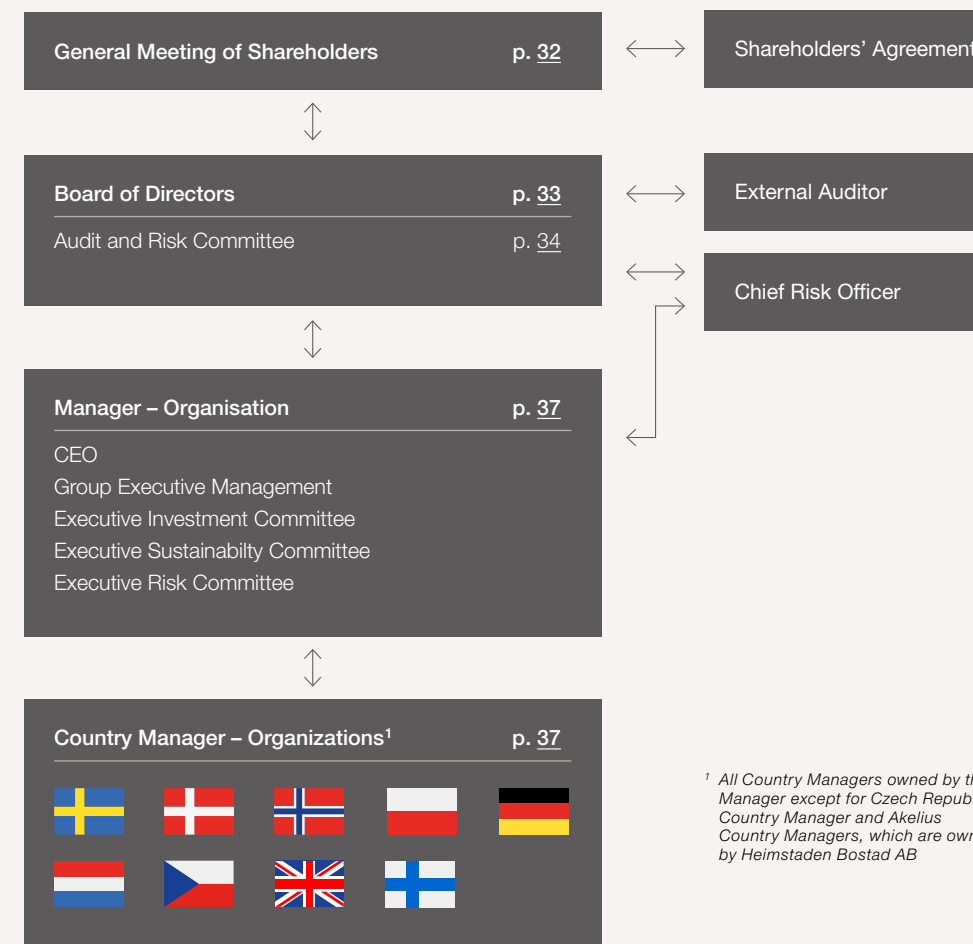 General Meeting of Shareholders p. 32
Shareholders' Agreement
Board of Directors p. 33
Audit and Risk Committee p. 34
External Auditor
Chief Risk Officer
Manager – Organisation p. 37
CEO
Group Executive Management
Executive Investment Committee
Executive Sustainabilty Committee
Executive Risk Committee
Country Manager – Organizations¹ p. 37
¹ All Country Managers owned by
Manager except for Czech
Country Manager and Akelius
Country Managers, which are
by Heimstaden Bostad AB